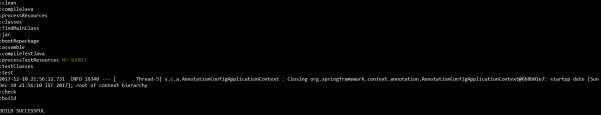 :clean
:compileJava
:processResources
:classes
:findMainClass
:jar
:bootRepackage
:assemble
:compileTestJava
:processTestResources NO-SOURCE
:testClasses
:test
2017-12-10 21:56:12.731  INFO 16340 --- [       Thread-5] s.c.a.AnnotationConfigApplicationContext : Closing org.springframework.context.annotation.AnnotationConfigApplicationContext startup date [Sun
Dec 10 21:56:10 IST 2017]; root of context hierarchy
:check
:build
BUILD SUCCESSFUL